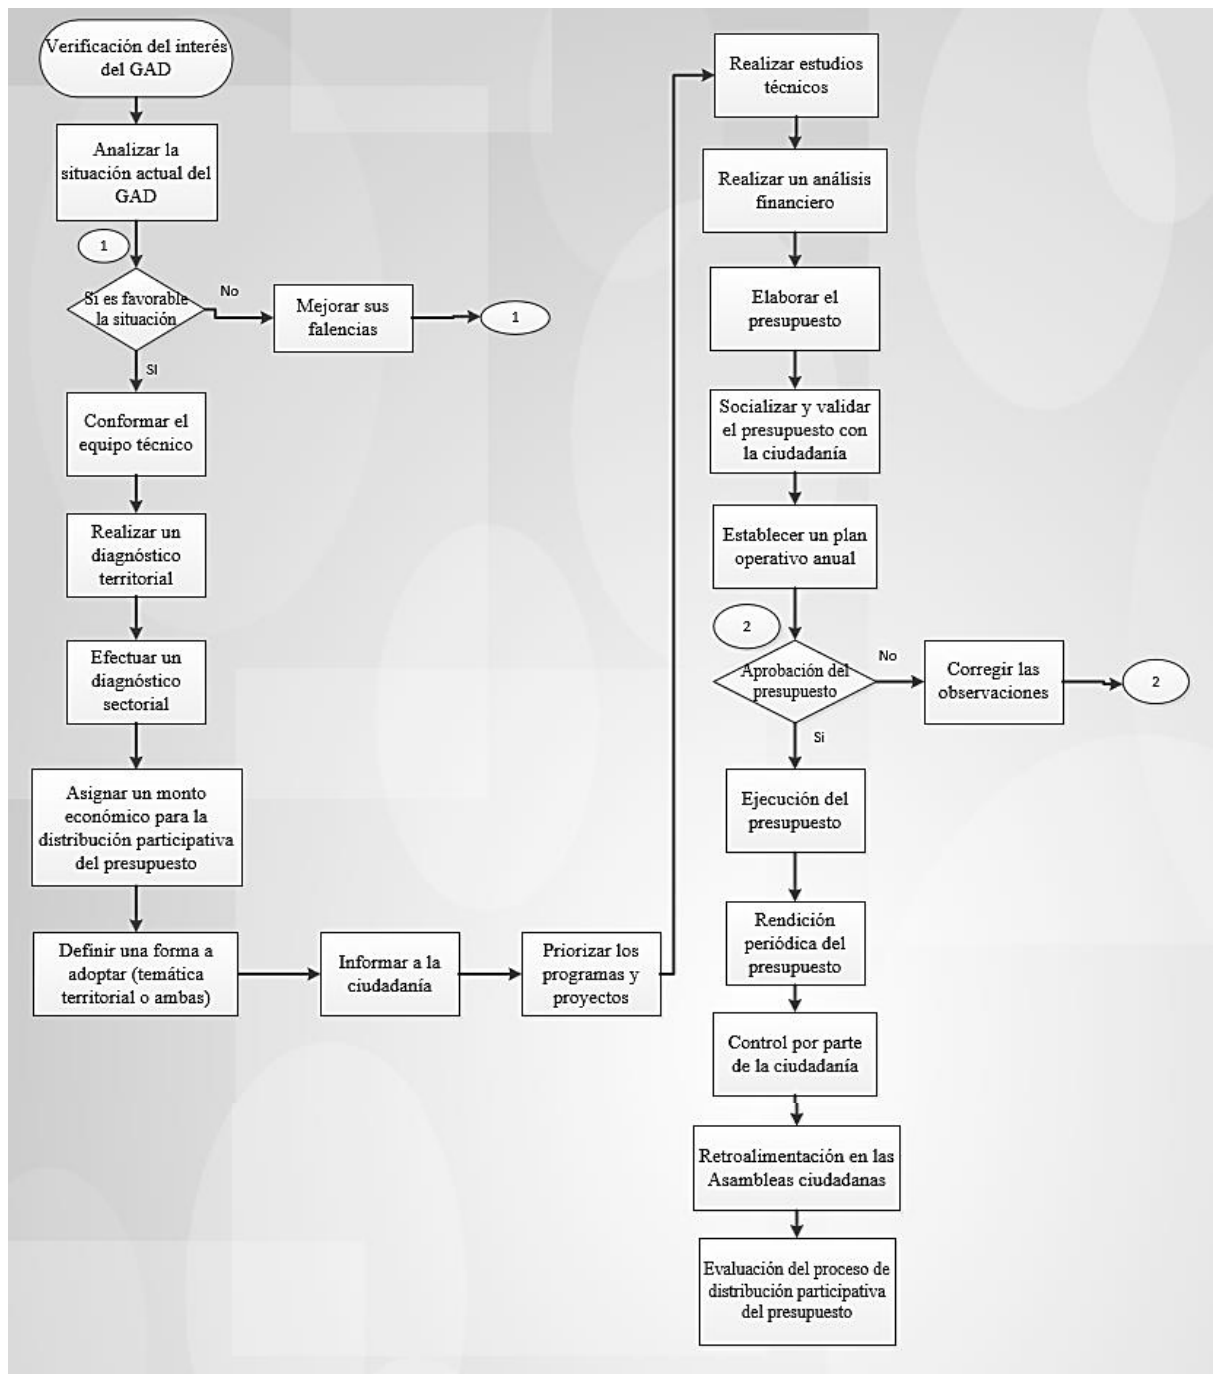 Verificación del interés
del GAD
Analizar la
situación actual del
GAD
1
Si es favorable
la situación
No
Mejorar sus
falencias
1
SI
Conformar el
equipo técnico
Realizar un
diagnóstico
territorial
Efectuar un
diagnóstico
sectorial
Asignar un monto
económico para la
distribución participativa
del presupuesto
Definir una forma a
adoptar (temática
territorial o ambas)
Informar a la
ciudadanía
Priorizar los
programas y
proyectos
Realizar estudios
técnicos
Realizar un análisis
financiero
Elaborar el
presupuesto
Socializar y validar
el presupuesto con
la ciudadanía
Establecer un plan
operativo anual
2
Aprobación del
presupuesto
No
Corregir las
observaciones
2
Si
Ejecución del
presupuesto
Rendición
periódica del
presupuesto
Control por parte
de la ciudadanía
Retroalimentación en las
Asambleas ciudadanas
Evaluación del proceso de
distribución participativa
del presupuesto